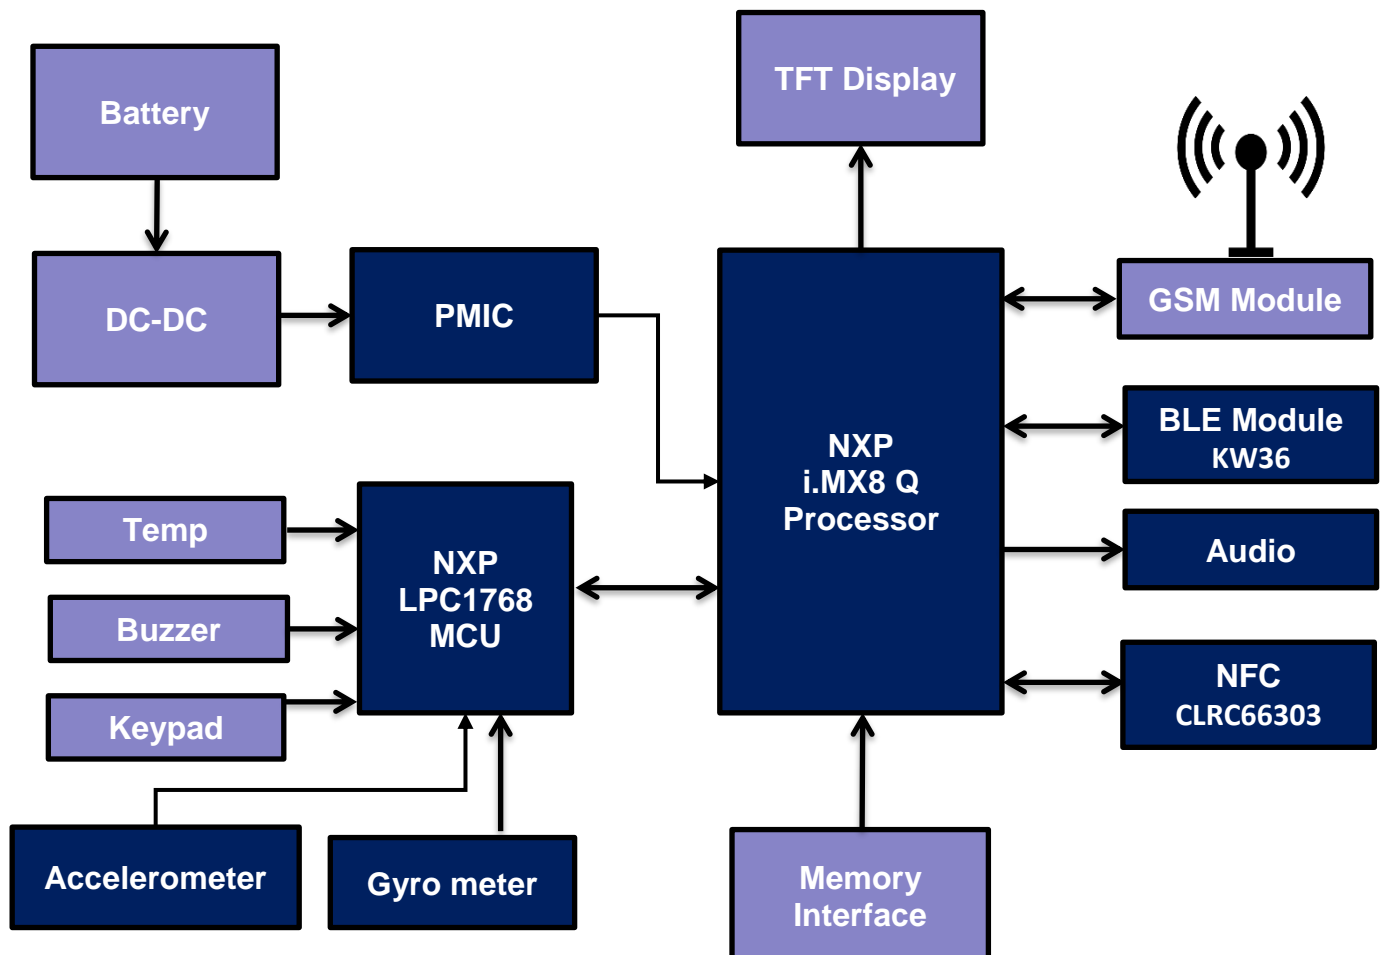 Battery
TFT Display
DC-DC
PMIC
GSM Module
NXP
i.MX8 Q
Processor
BLE Module
KW36
Temp
NXP
LPC1768
MCU
Audio
Buzzer
Keypad
NFC
CLRC66303
Accelerometer
Gyro meter
Memory
Interface